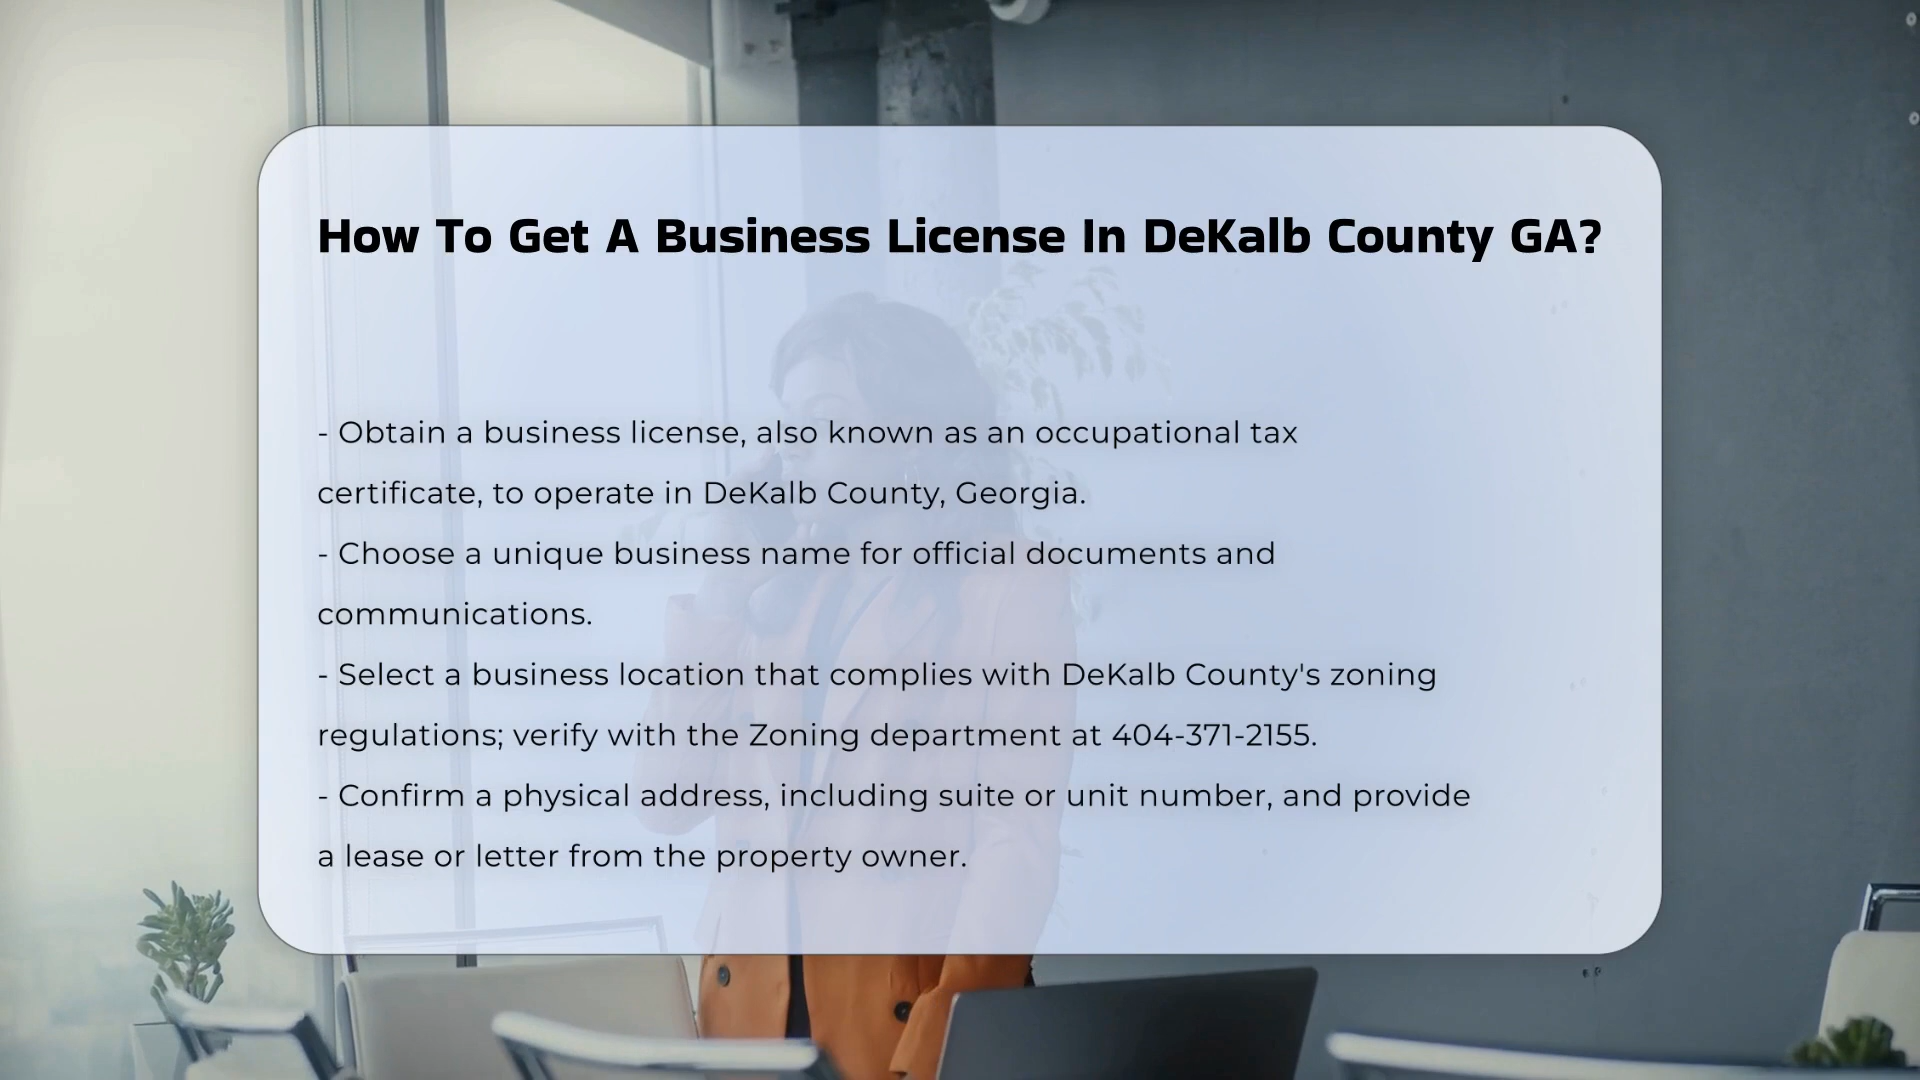 How To Get A Business License In DeKalb County GA?
- Obtain a business license, also known as an occupational tax
certificate, to operate in DeKalb County, Georgia.
- Choose a unique business name for official documents and
communications.
- Select a business location that complies with DeKalb County's zoning
regulations; verify with the Zoning department at 404-371-2155.
- Confirm a physical address, including suite or unit number, and provide
a lease or letter from the property owner.